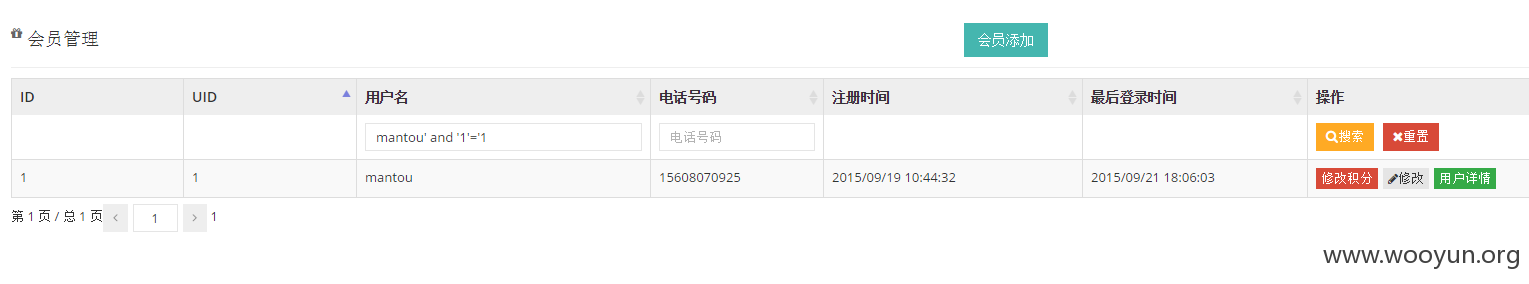 会员管理 会员添加
ID UID 用户名 电话号码 注册时间 最后登录时间 操作
mantou' and '1'='1 电话号码 搜索 重置
1 1 mantou 15608070925 2015/09/19 10:44:32 2015/09/21 18:06:03 修改积分 修改 用户详情
第 1 页 / 总 1 页 < 1 > 1
www.wooyun.org